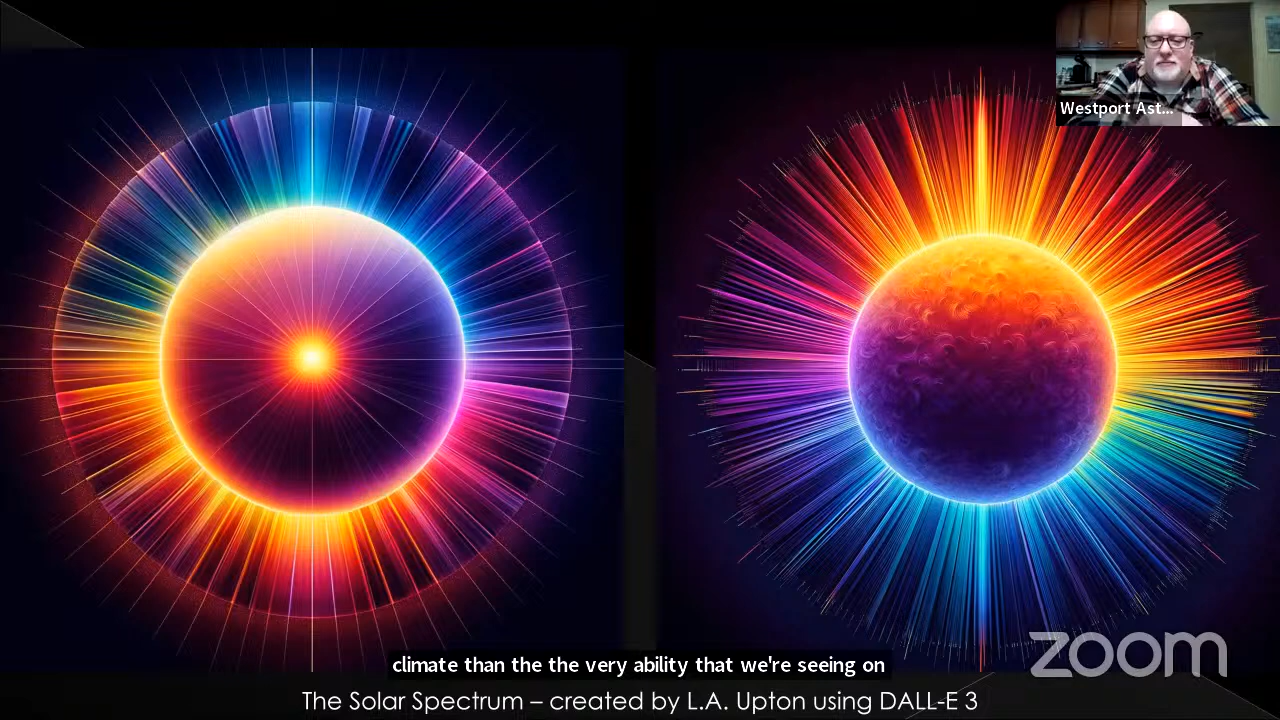 Westport Ast...
zoom
climate than the the very ability that we're seeing on
The Solar Spectrum – created by L.A. Upton using DALL-E 3